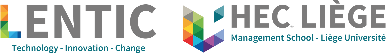 LENTIC
Technology - Innovation - Change
HEC LIÈGE
Management School - Liège Université